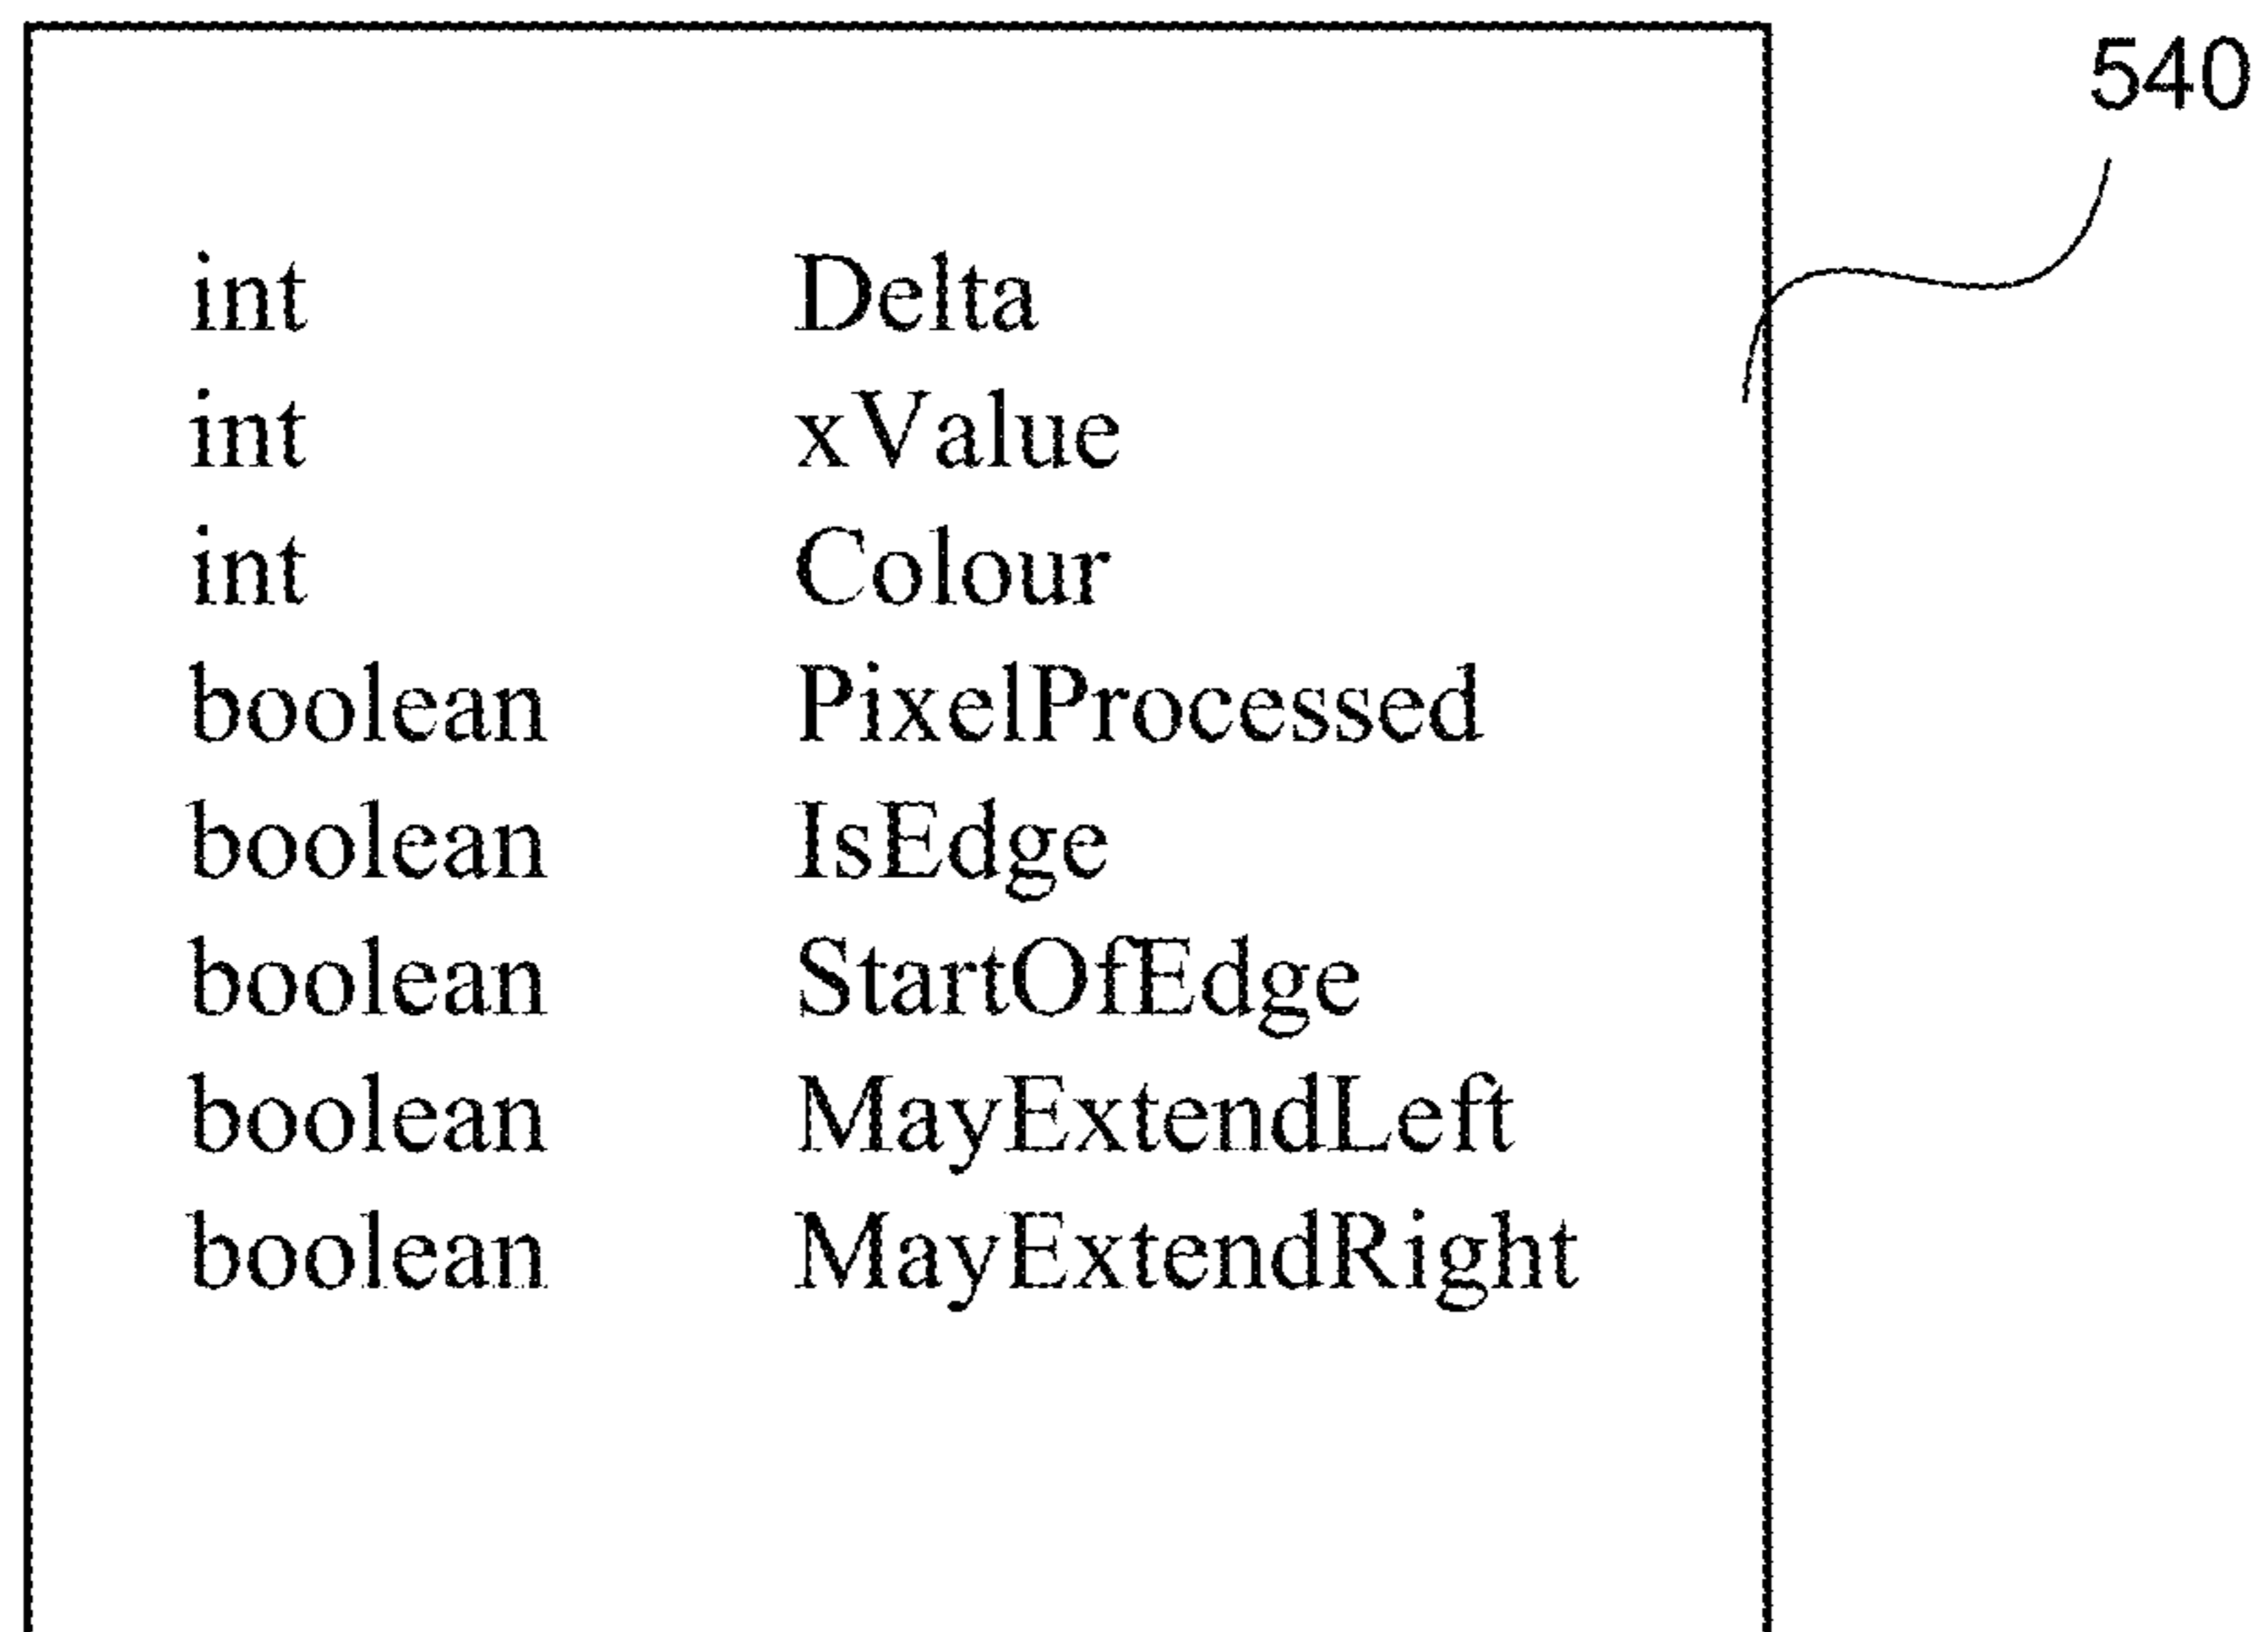 540
int Delta
int xValue
int Colour
boolean PixelProcessed
boolean IsEdge
boolean StartOfEdge
boolean MayExtendLeft
boolean MayExtendRight